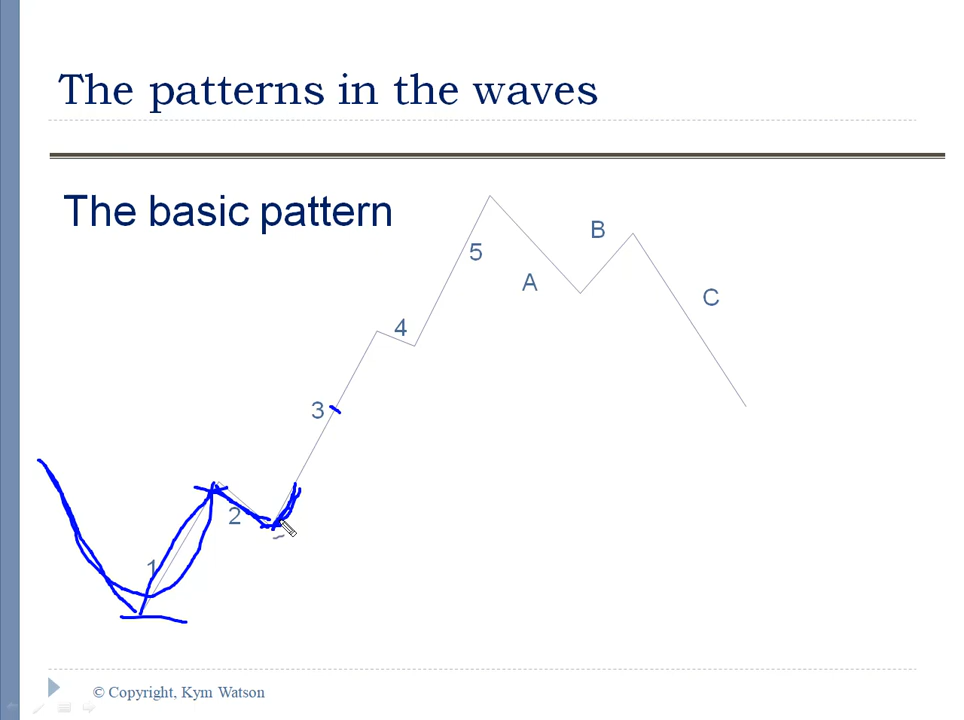 The patterns in the waves
The basic pattern
B
5
A
C
4
3
2
1
© Copyright, Kym Watson